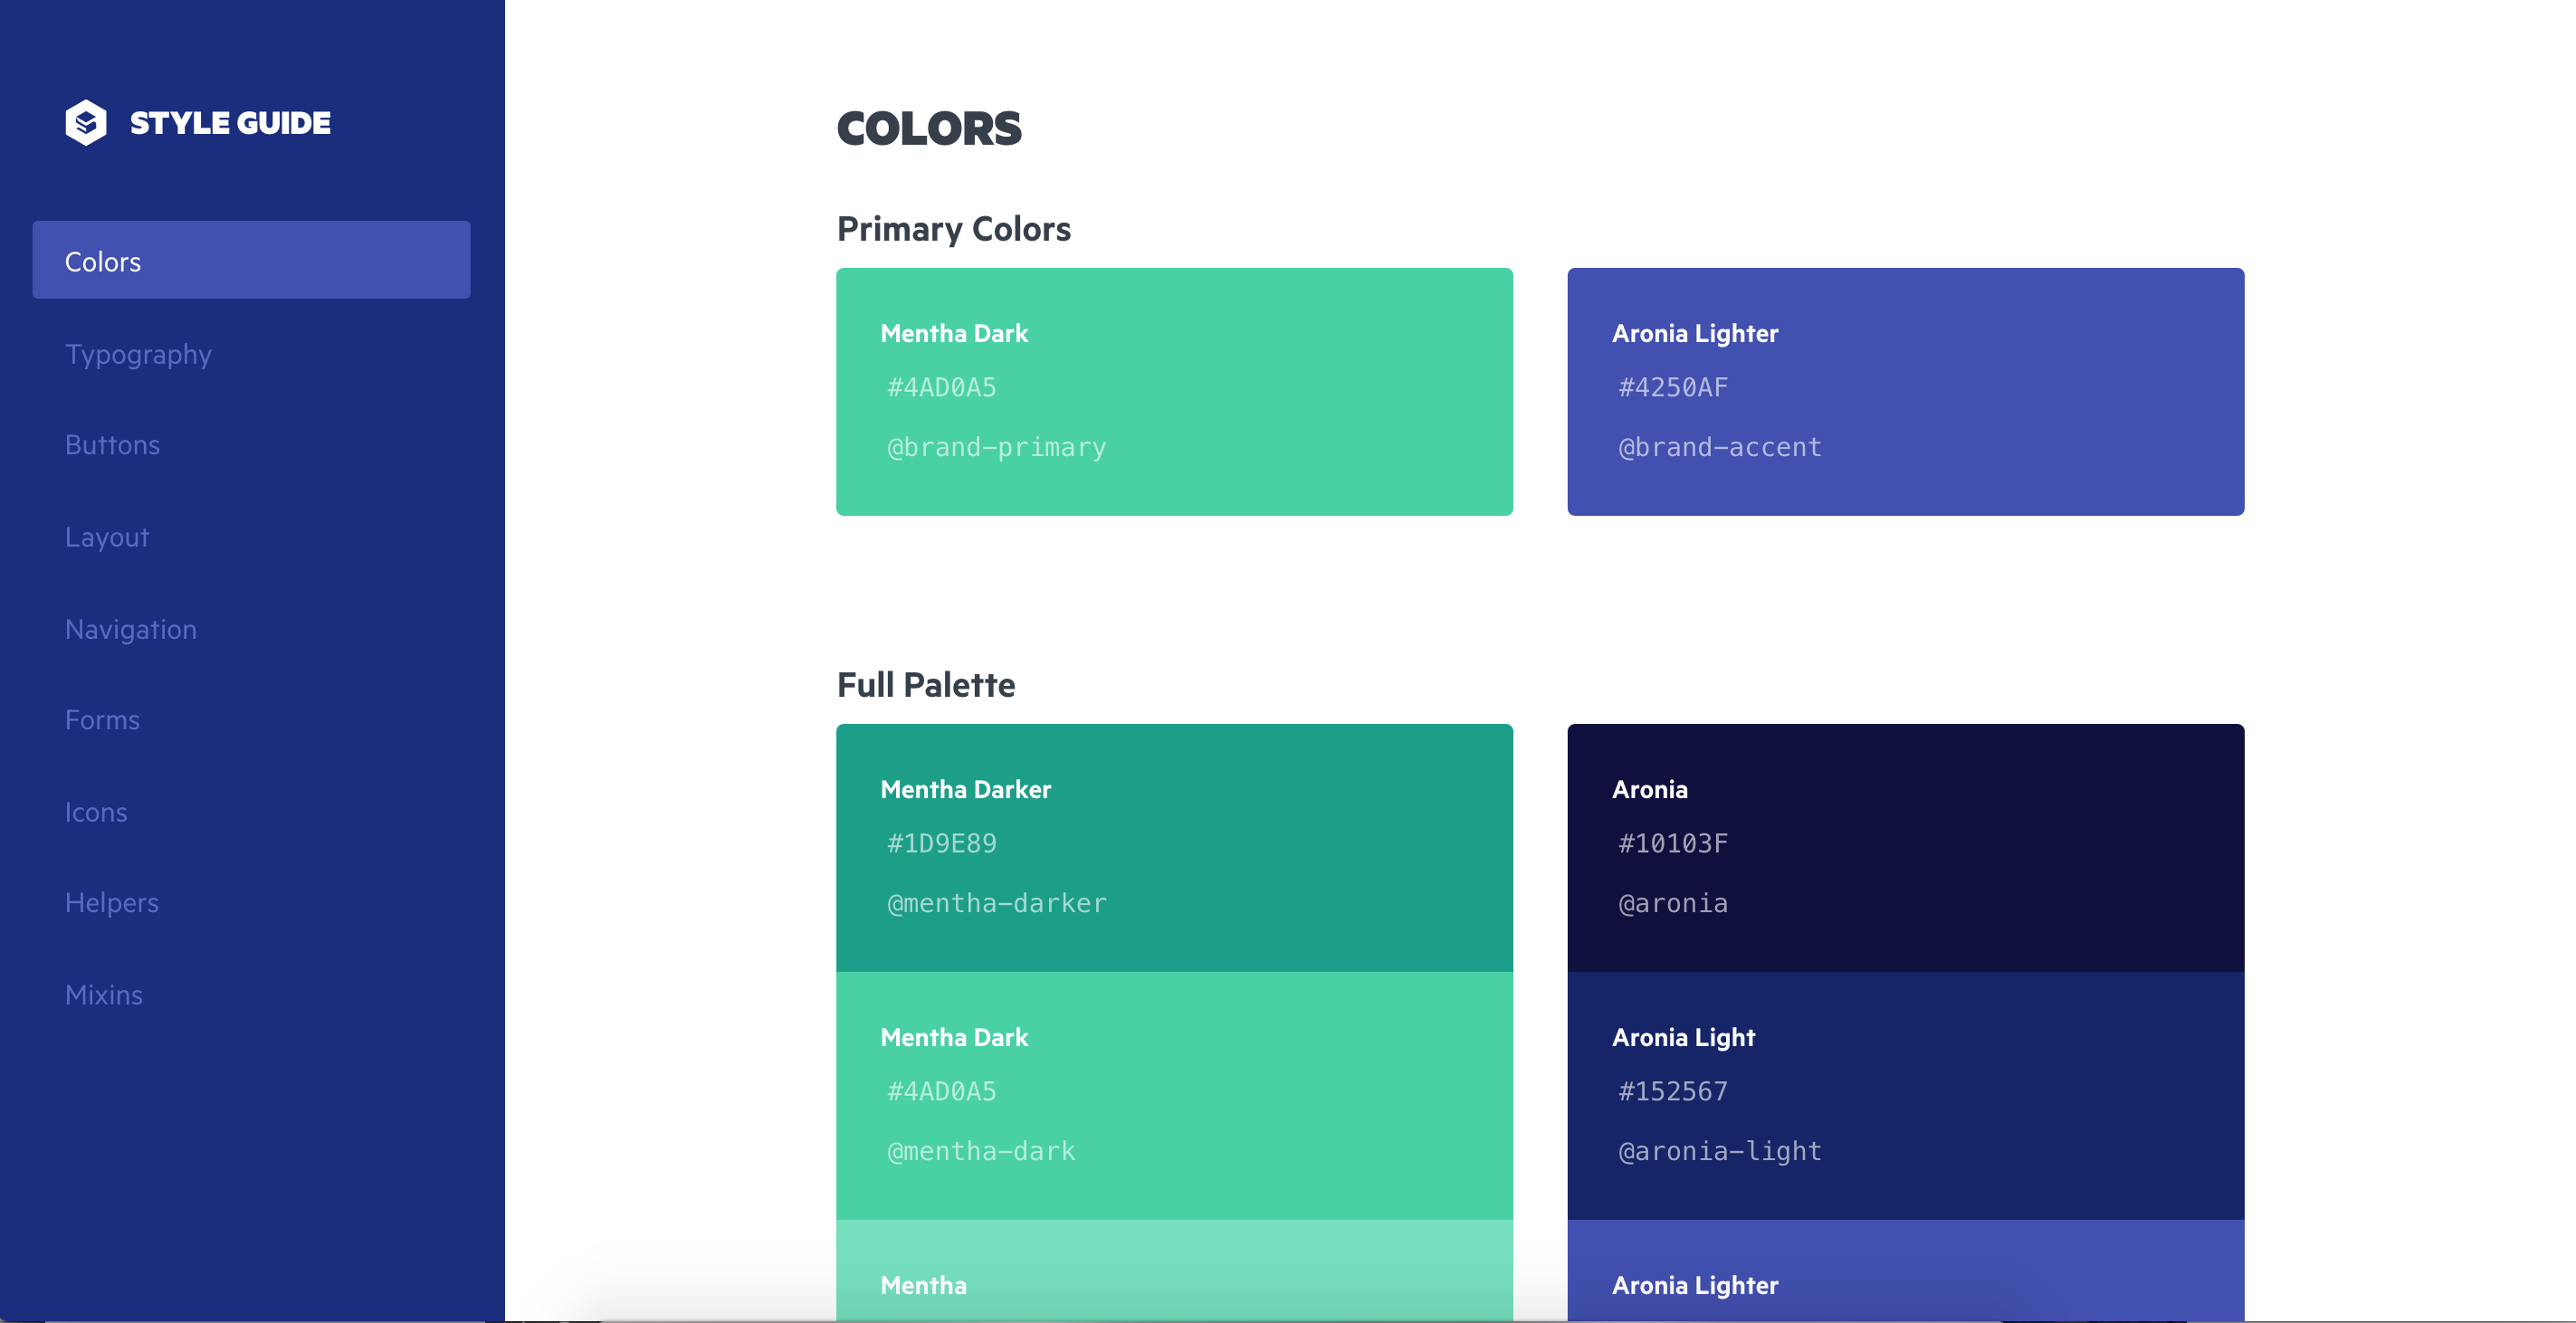 STYLE GUIDE
Colors
Typography
Buttons
Layout
Navigation
Forms
Icons
Helpers
Mixins
COLORS
Primary Colors
Mentha Dark
#4AD0A5
@brand-primary
Aronia Lighter
#4250AF
@brand-accent
Full Palette
Mentha Darker
#1D9E89
@mentha-darker
Aronia
#10103F
@aronia
Mentha Dark
#4AD0A5
@mentha-dark
Aronia Light
#152567
@aronia-light
Mentha
Aronia Lighter